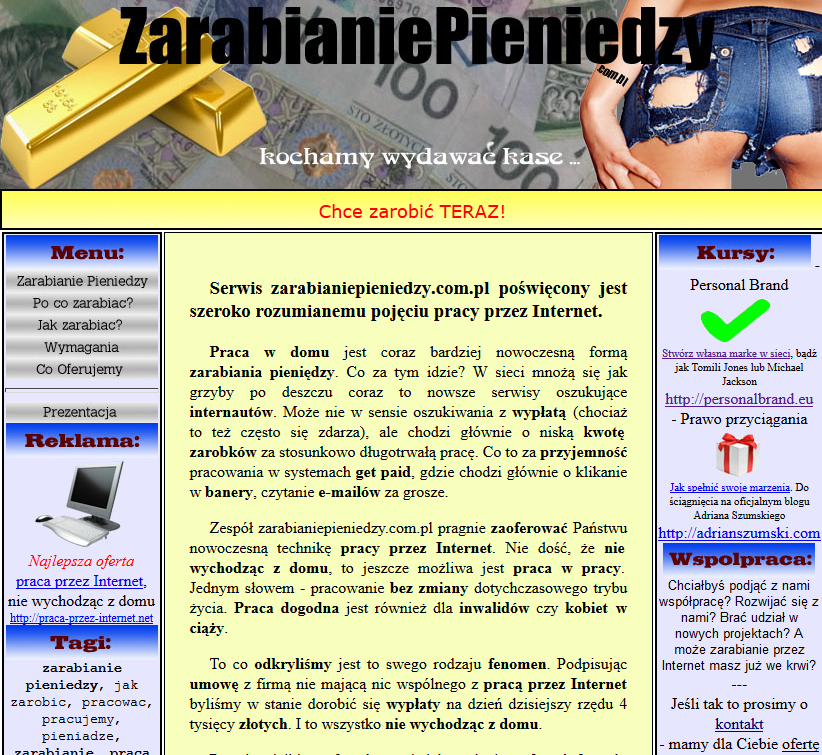 ZarabianiePieniedzy
.com.pl
100
STO ZŁOTYCH
100
kochamy wydawać kase ...
Chce zarobić TERAZ!
Menu:
Zarabianie Pieniedzy
Po co zarabiac?
Jak zarabiac?
Wymagania
Co Oferujemy
Prezentacja
Reklama:
Najlepsza oferta
praca przez Internet,
nie wychodząc z domu
http://praca-przez-internet.net
Tagi:
zarabianie
pieniedzy, jak
zarobic, pracowac,
pracujemy,
pieniadze,
zarabianie, praca
Serwis zarabianiepieniedzy.com.pl poświęcony jest
szeroko rozumianemu pojęciu pracy przez Internet.
Praca w domu jest coraz bardziej nowoczesną formą
zarabiania pieniędzy. Co za tym idzie? W sieci mnożą się jak
grzyby po deszczu coraz to nowsze serwisy oszukujące
internautów. Może nie w sensie oszukiwania z wypłatą (chociaż
to też często się zdarza), ale chodzi głównie o niską kwotę
zarobków za stosunkowo długotrwałą pracę. Co to za przyjemność
pracowania w systemach get paid, gdzie chodzi głównie o klikanie
w banery, czytanie e-mailów za grosze.
Zespół zarabianiepieniedzy.com.pl pragnie zaoferować Państwu
nowoczesną technikę pracy przez Internet. Nie dość, że nie
wychodząc z domu, to jeszcze możliwa jest praca w pracy.
Jednym słowem - pracowanie bez zmiany dotychczasowego trybu
życia. Praca dogodna jest również dla inwalidów czy kobiet w
ciąży.
To co odkryliśmy jest to swego rodzaju fenomen. Podpisując
umowę z firmą nie mającą nic wspólnego z pracą przez Internet
byliśmy w stanie dorobić się wypłaty na dzień dzisiejszy rzędu 4
tysięcy złotych. I to wszystko nie wychodząc z domu.
Kursy:
-
Personal Brand
Stwórz własna marke w sieci, bądź
jak Tomili Jones lub Michael
Jackson
http://personalbrand.eu
- Prawo przyciągania
Jak spełnić swoje marzenia. Do
ściągnięcia na oficjalnym blogu
Adriana Szumskiego
http://adrianszumski.com
Wspolpraca:
Chciałbyś podjąć z nami
współpracę? Rozwijać się z
nami? Brać udział w
nowych projektach? A
może zarabianie przez
Internet masz już we krwi?
---
Jeśli tak to prosimy o
kontakt
- mamy dla Ciebie oferte